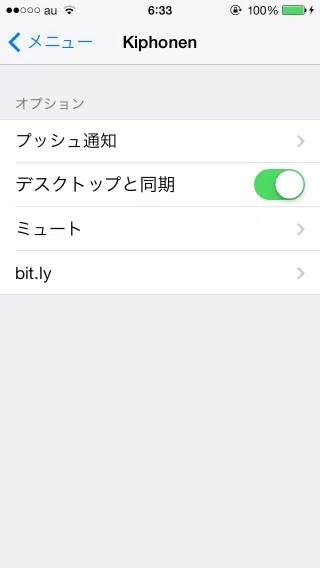 au 6:33 100%
メニュー Kiphonen
オプション
プッシュ通知
デスクトップと同期
ミュート
bit.ly